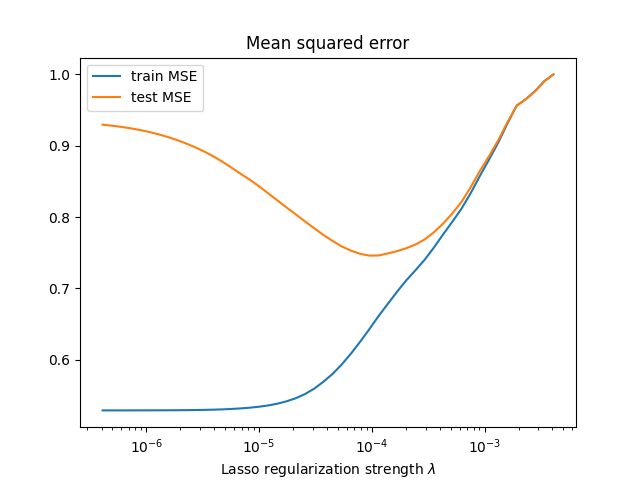 Mean squared error
train MSE
test MSE
1.0
0.9
0.8
0.7
0.6
10⁻⁶
10⁻⁵
10⁻⁴
10⁻³
Lasso regularization strength λ